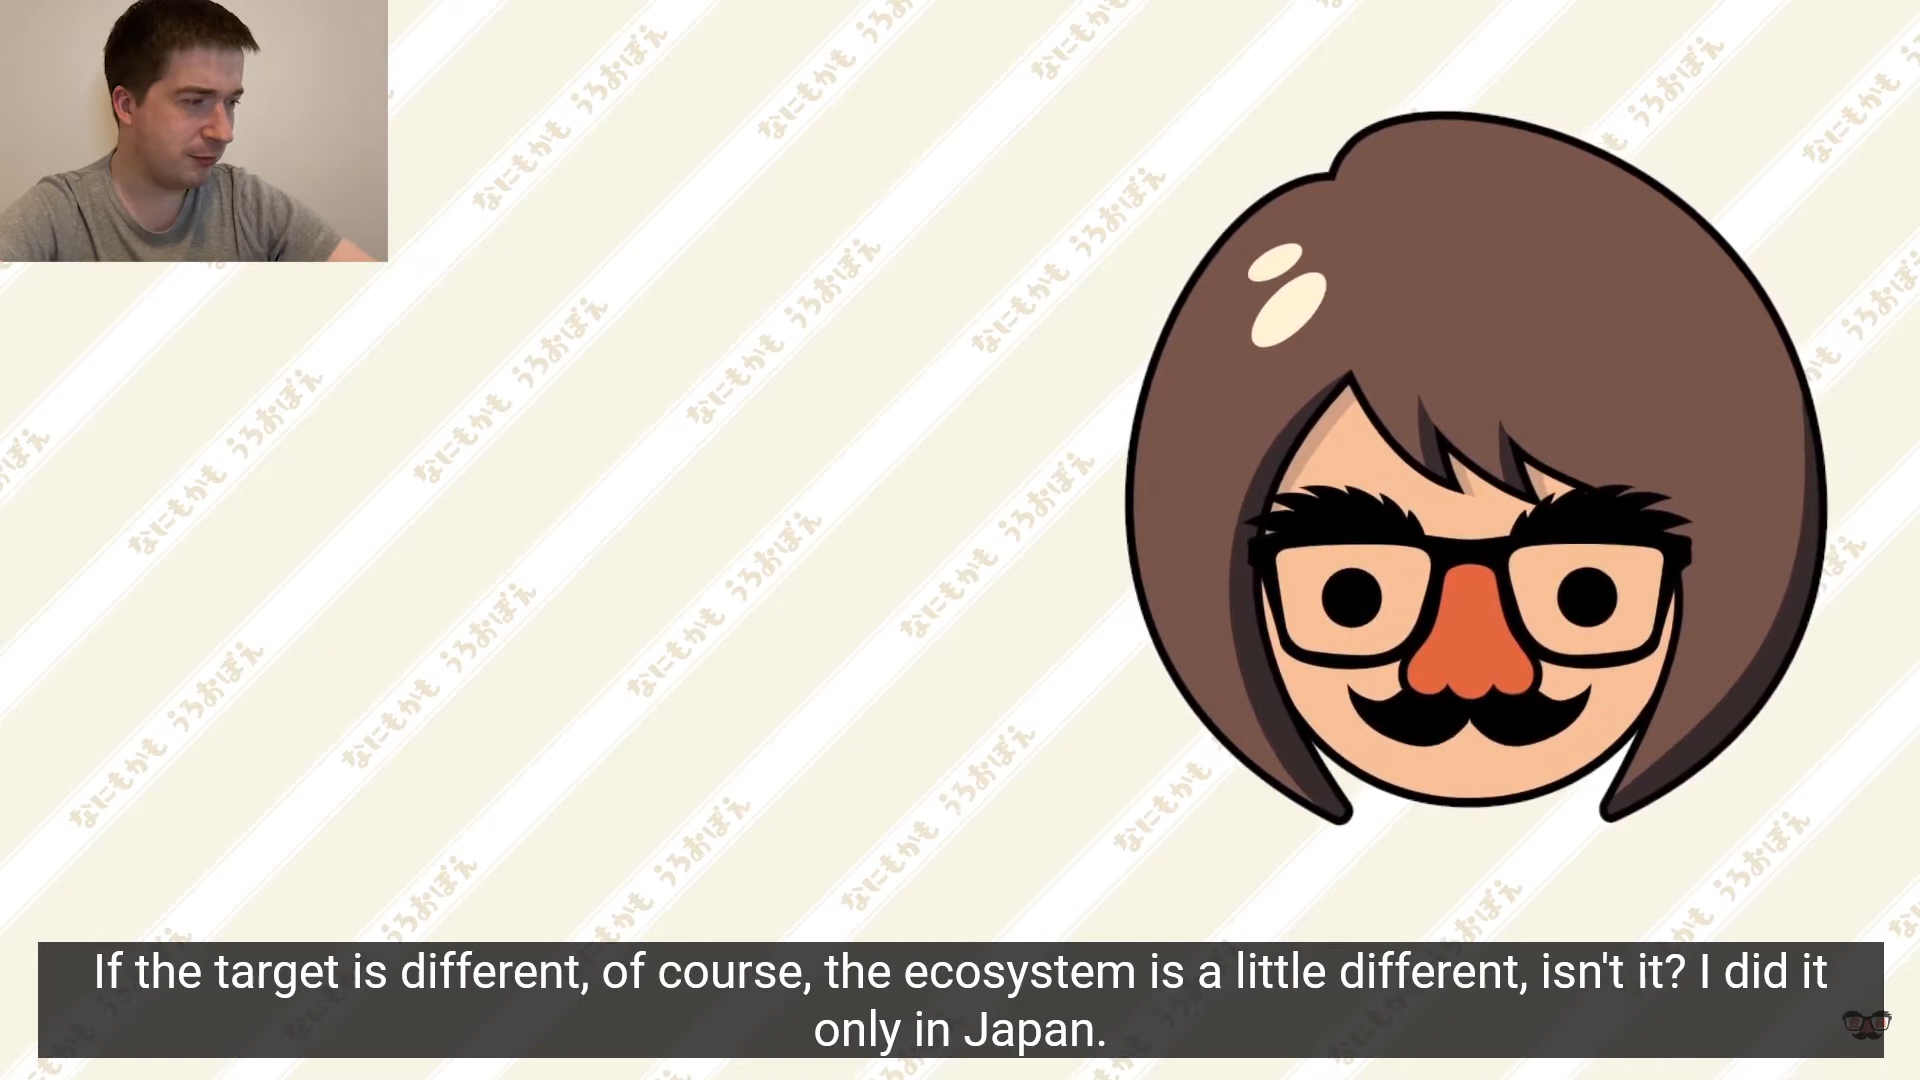 なにもかも うろおぼえ
If the target is different, of course, the ecosystem is a little different, isn't it? I did it
only in Japan.